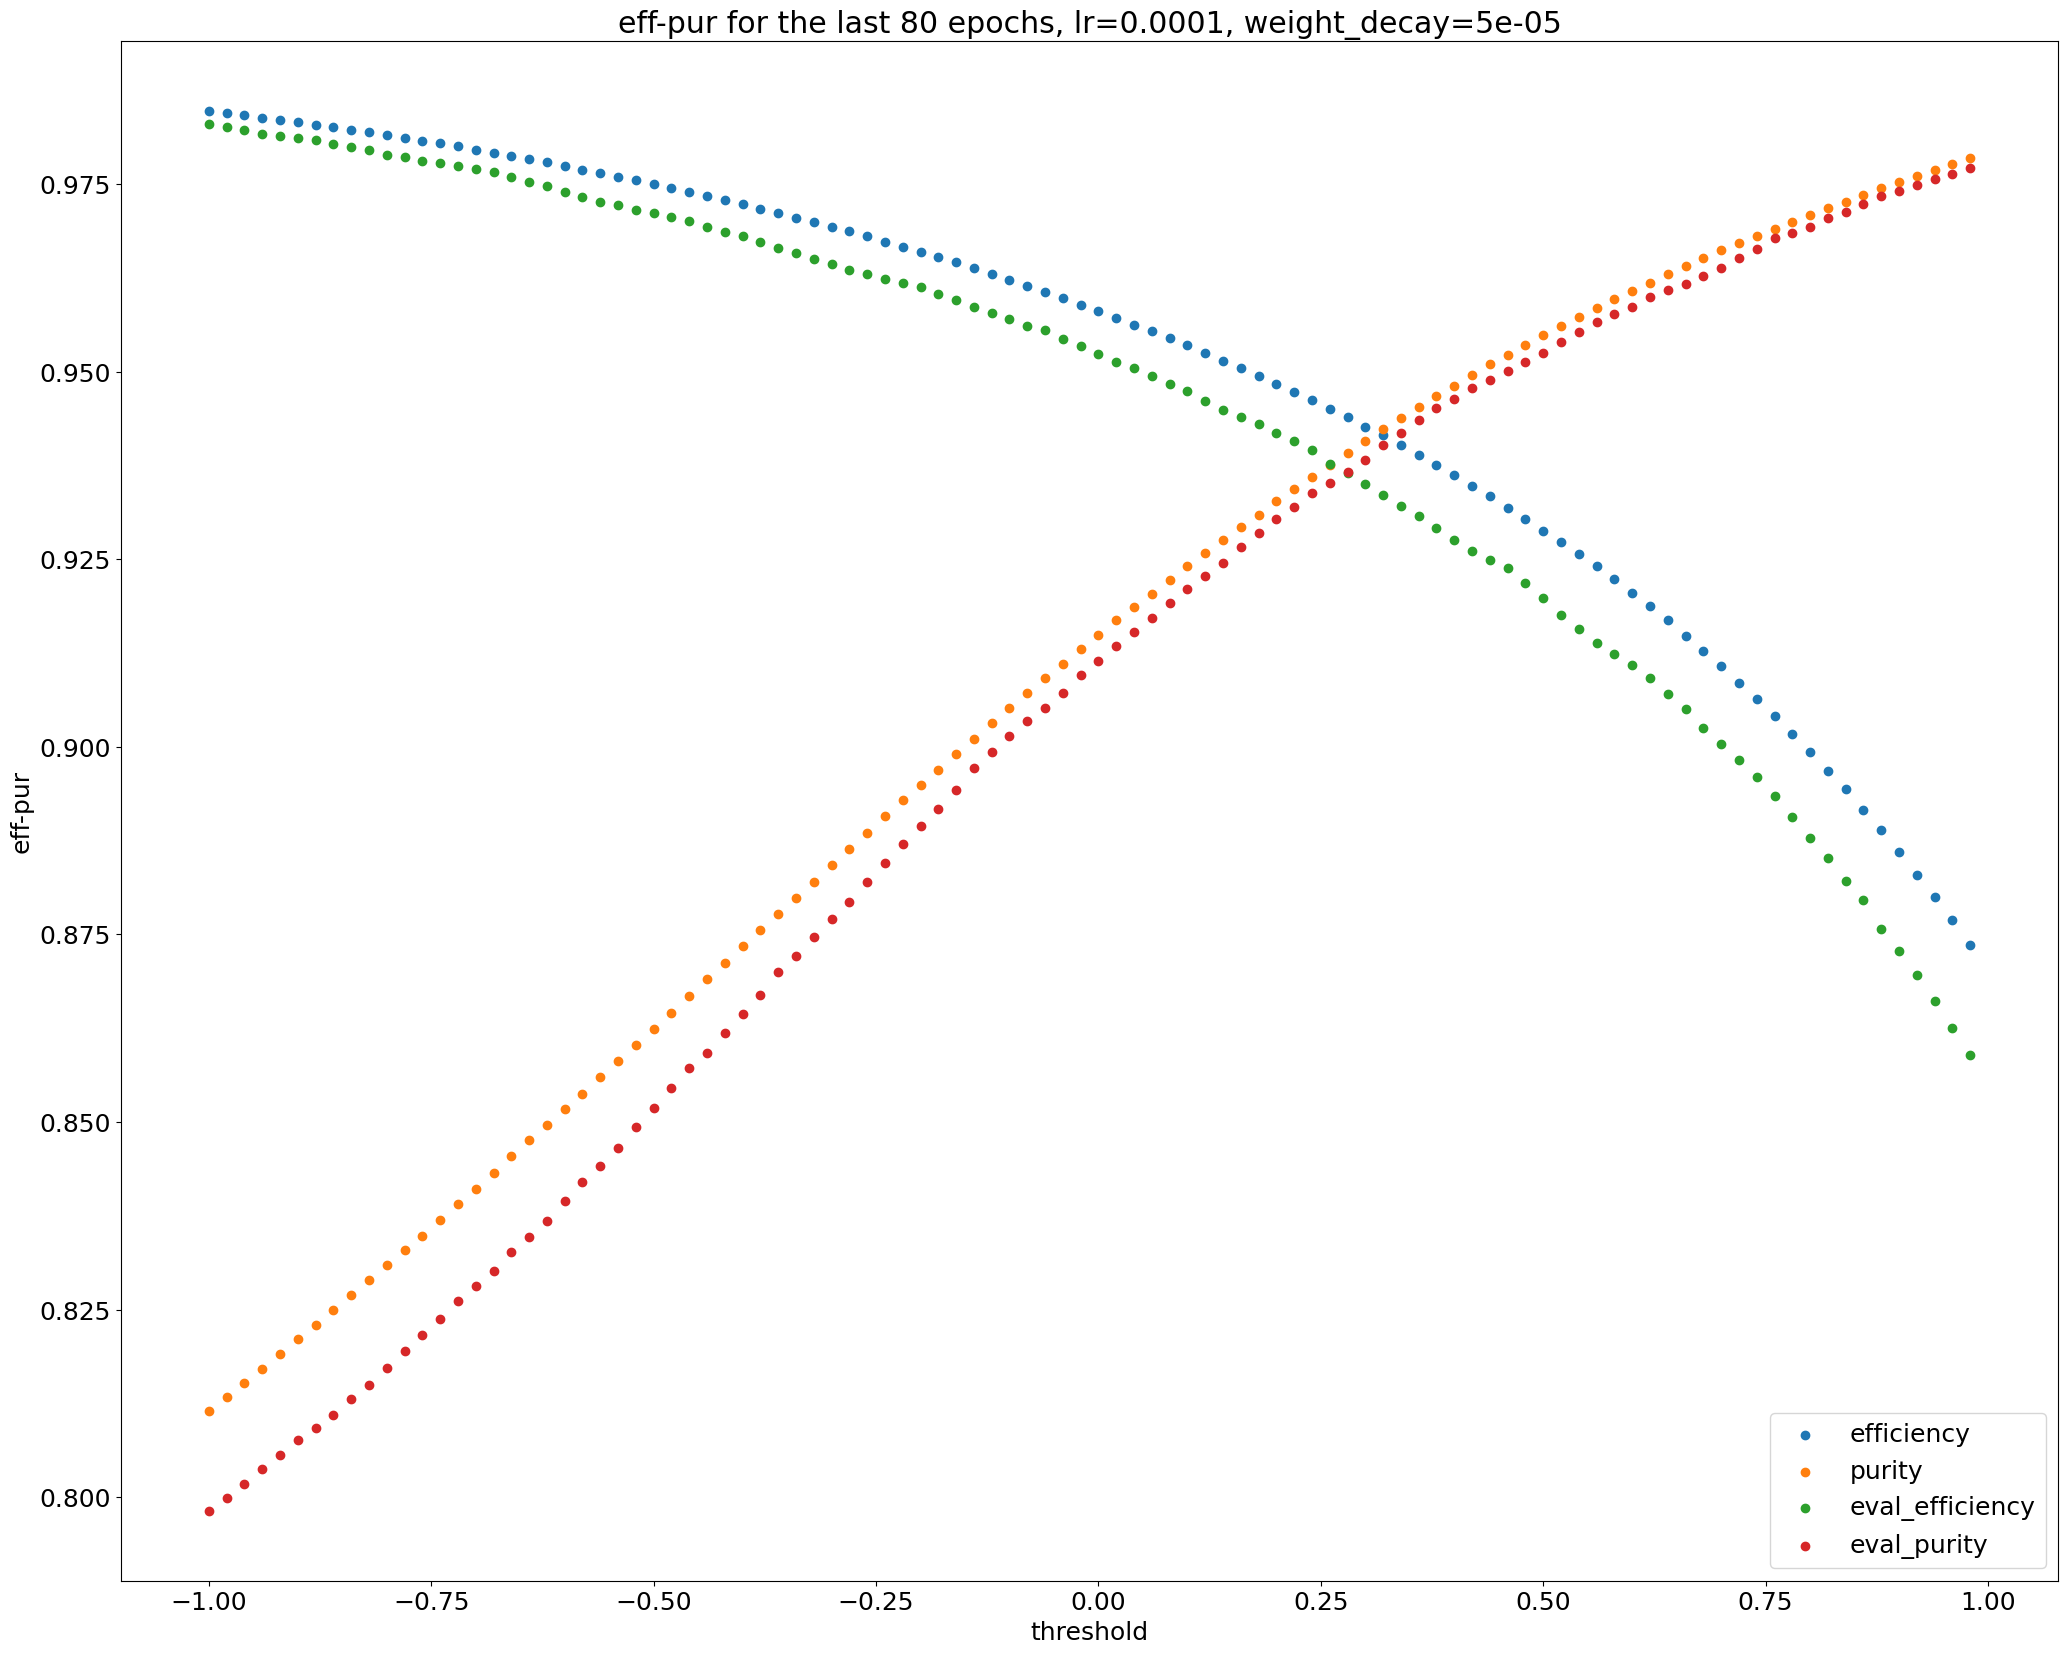 eff-pur for the last 80 epochs, lr=0.0001, weight_decay=5e-05
eff-pur
0.975
0.950
0.925
0.900
0.875
0.850
0.825
0.800
efficiency
purity
eval_efficiency
eval_purity
−1.00 −0.75 −0.50 −0.25 0.00 0.25 0.50 0.75 1.00
threshold